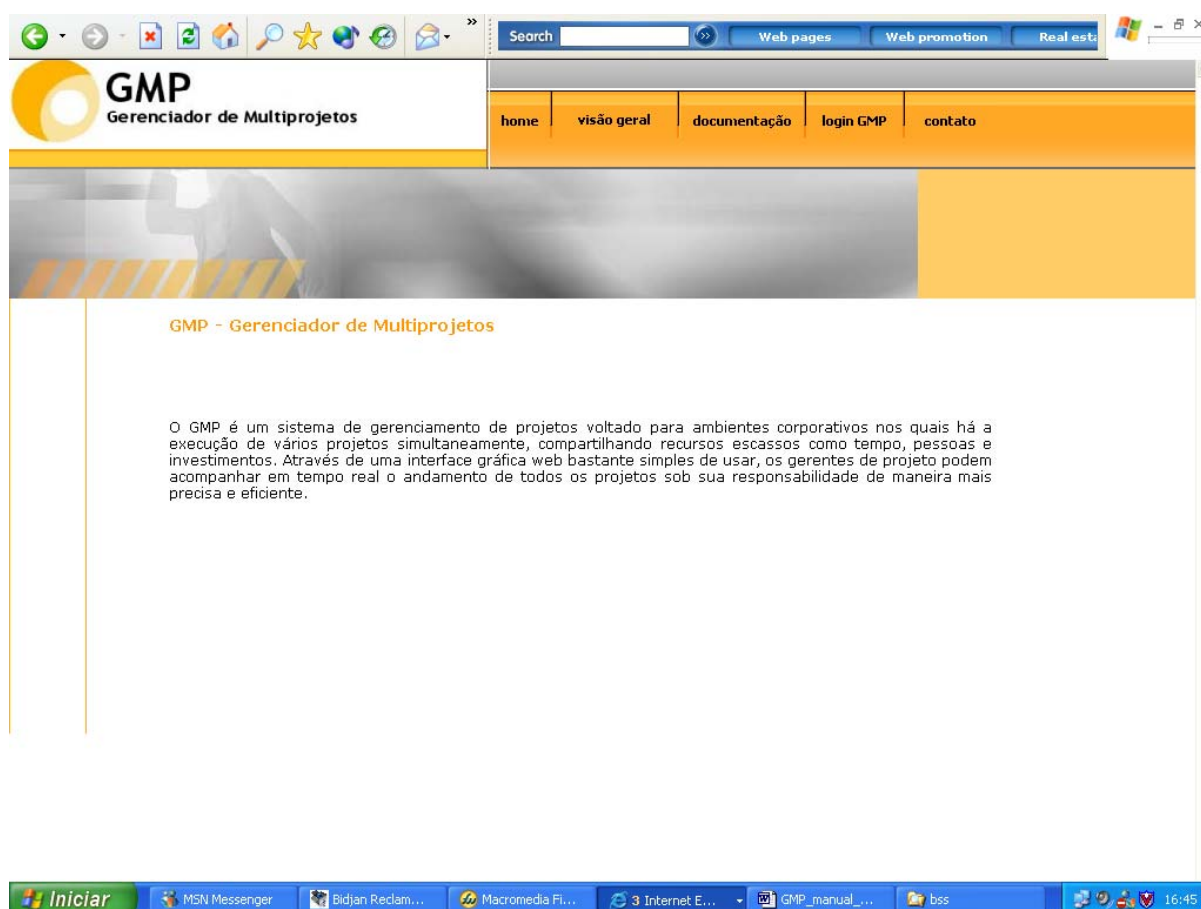 »
Search
Web pages
Web promotion
Real esta
GMP
Gerenciador de Multiprojetos
home
visão geral
documentação
login GMP
contato
GMP - Gerenciador de Multiprojetos
O GMP é um sistema de gerenciamento de projetos voltado para ambientes corporativos nos quais há a
execução de vários projetos simultaneamente, compartilhando recursos escassos como tempo, pessoas e
investimentos. Através de uma interface gráfica web bastante simples de usar, os gerentes de projeto podem
acompanhar em tempo real o andamento de todos os projetos sob sua responsabilidade de maneira mais
precisa e eficiente.
Iniciar
MSN Messenger
Bidjan Reclam...
Macromedia Fi...
3 Internet E...
GMP_manual_...
bss
16:45